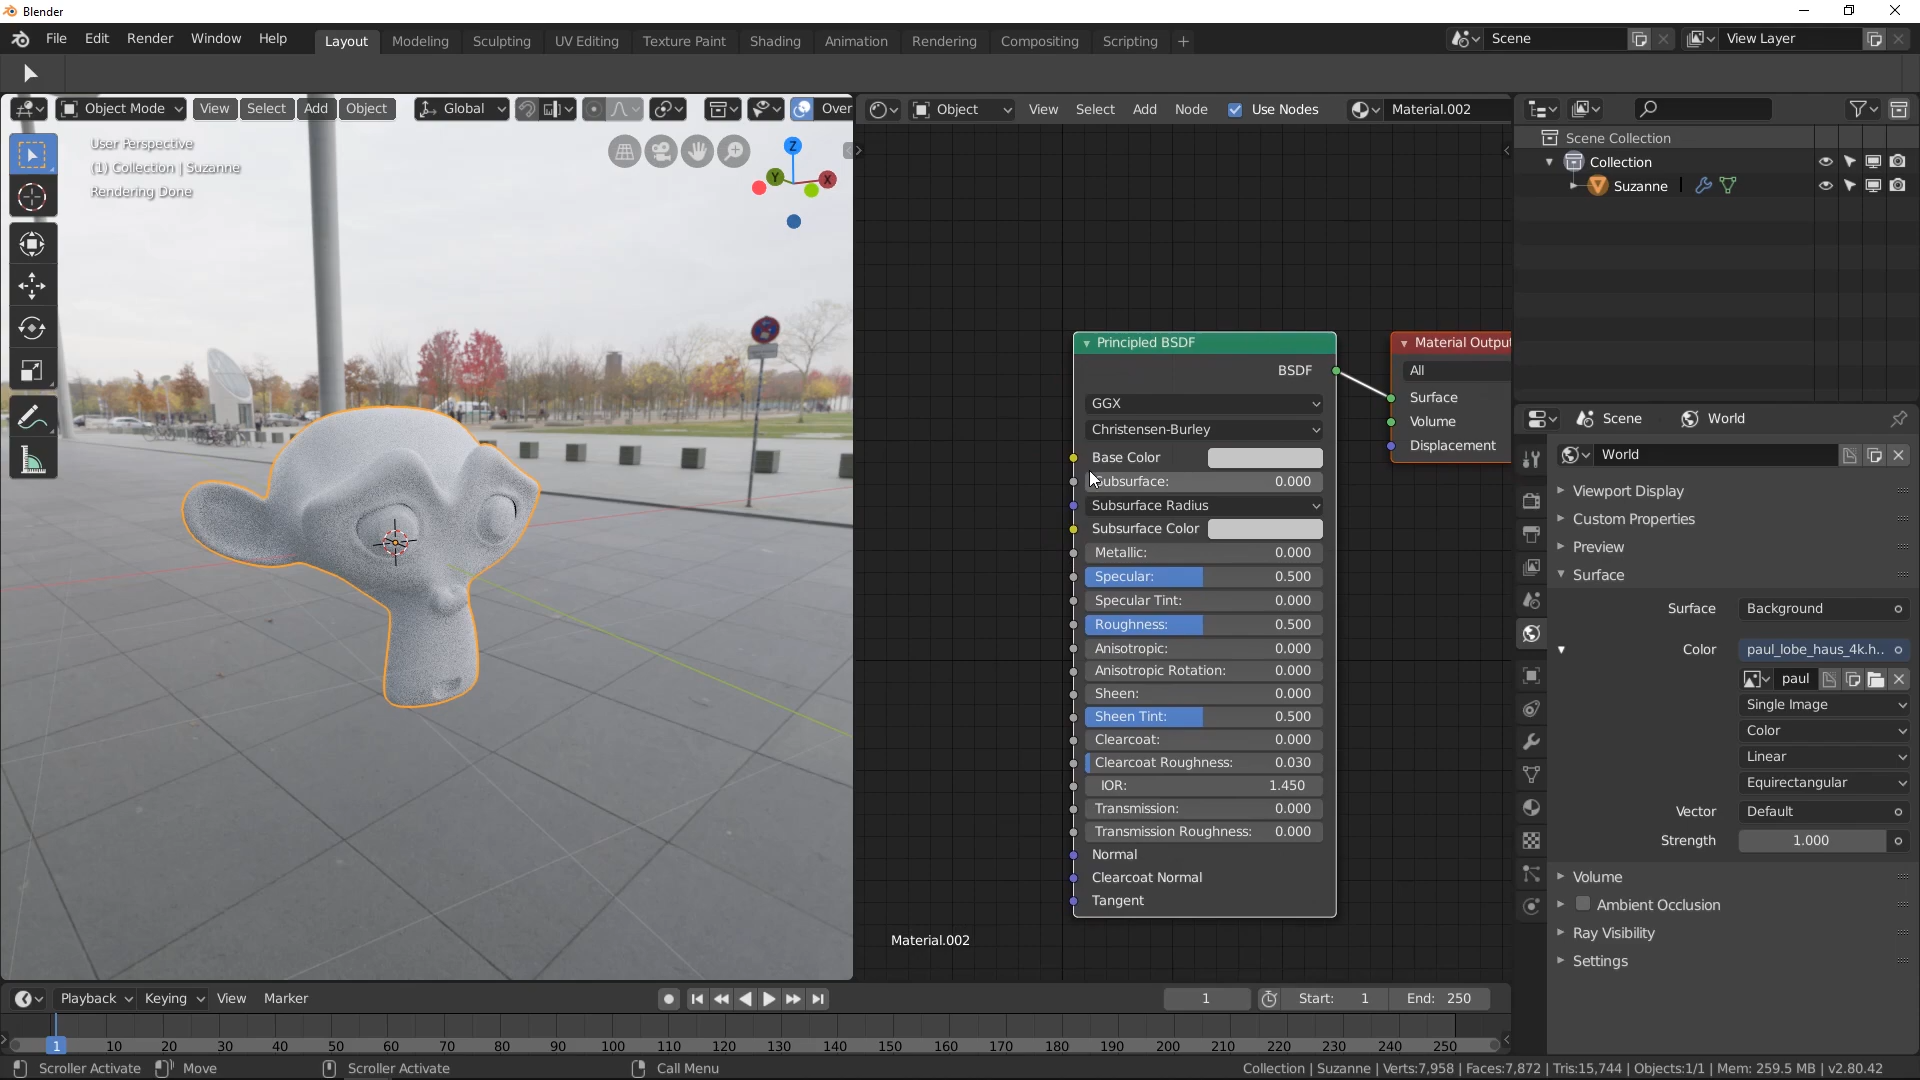 Blender
File Edit Render Window Help Layout Modeling Sculpting UV Editing Texture Paint Shading Animation Rendering Compositing Scripting + Scene View Layer
Object Mode View Select Add Object Global Over
Object View Select Add Node Use Nodes Material.002
User Perspective
(1) Collection | Suzanne
Rendering Done
Z
Y
X
Principled BSDF
BSDF
GGX
Christensen-Burley
Base Color
Subsurface: 0.000
Subsurface Radius
Subsurface Color
Metallic: 0.000
Specular: 0.500
Specular Tint: 0.000
Roughness: 0.500
Anisotropic: 0.000
Anisotropic Rotation: 0.000
Sheen: 0.000
Sheen Tint: 0.500
Clearcoat: 0.000
Clearcoat Roughness: 0.030
IOR: 1.450
Transmission: 0.000
Transmission Roughness: 0.000
Normal
Clearcoat Normal
Tangent
Material Output
All
Surface
Volume
Displacement
Material.002
Scene Collection
Collection
Suzanne
Scene World
World
Viewport Display
Custom Properties
Preview
Surface
Surface Background
Color paul_lobe_haus_4k.h..
paul
Single Image
Color
Linear
Equirectangular
Vector Default
Strength 1.000
Volume
Ambient Occlusion
Ray Visibility
Settings
Playback Keying View Marker 1 Start: 1 End: 250
1 10 20 30 40 50 60 70 80 90 100 110 120 130 140 150 160 170 180 190 200 210 220 230 240 250
Scroller Activate Move Scroller Activate Call Menu Collection | Suzanne | Verts:7,958 | Faces:7,872 | Tris:15,744 | Objects:1/1 | Mem: 259.5 MB | v2.80.42